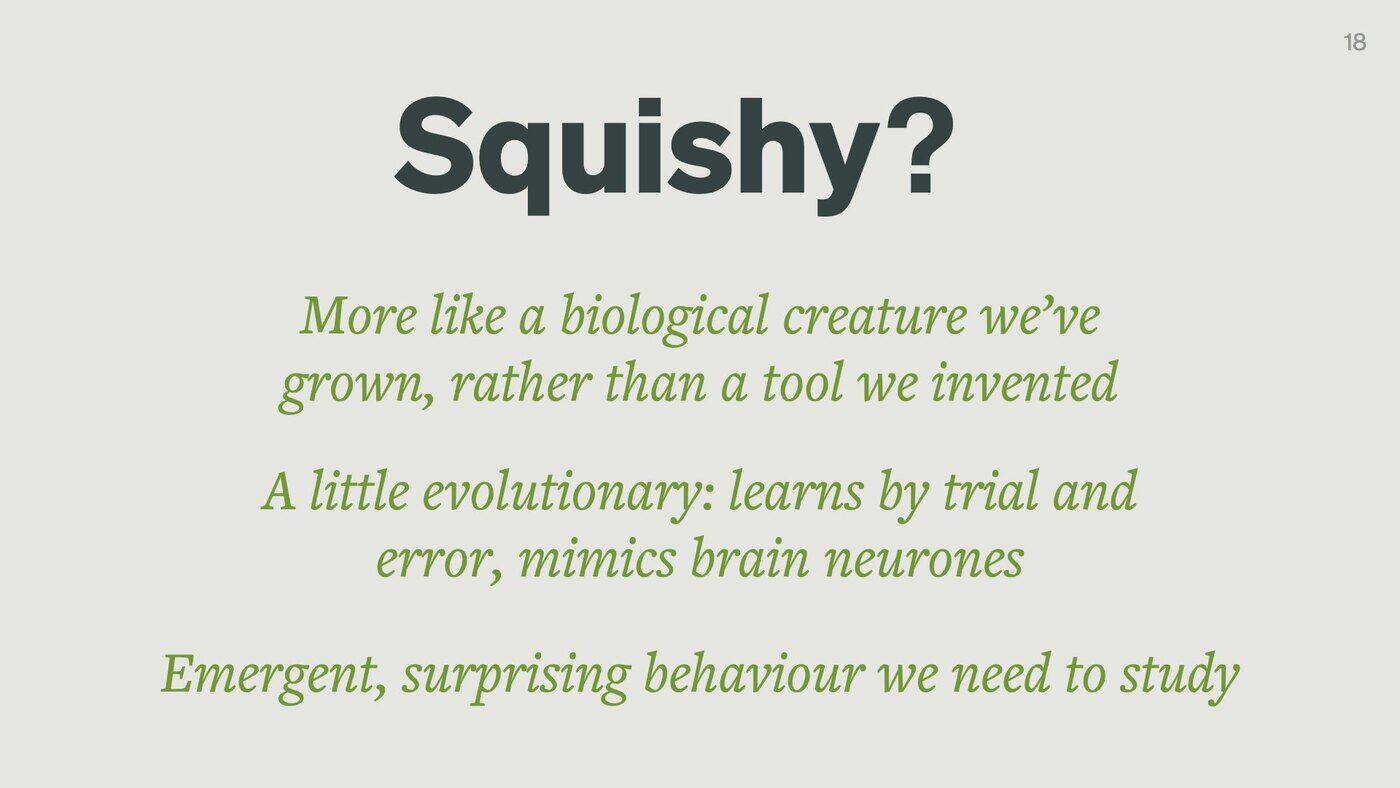 18
Squishy?
More like a biological creature we’ve
grown, rather than a tool we invented
A little evolutionary: learns by trial and
error, mimics brain neurones
Emergent, surprising behaviour we need to study